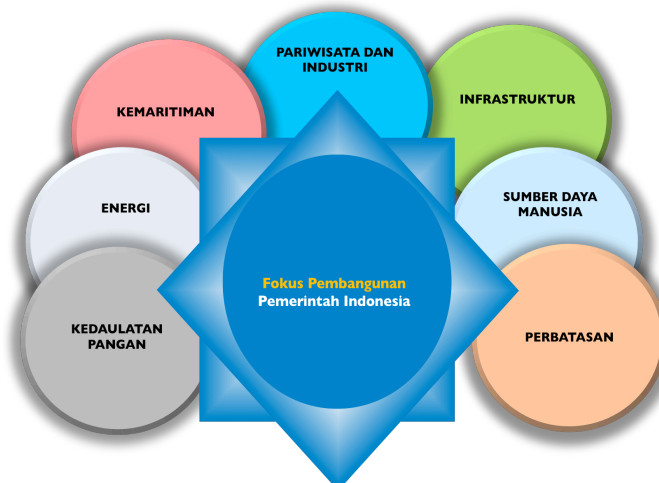 PARIWISATA DAN
INDUSTRI
KEMARITIMAN
INFRASTRUKTUR
ENERGI
SUMBER DAYA
MANUSIA
Fokus Pembangunan
Pemerintah Indonesia
KEDAULATAN
PANGAN
PERBATASAN